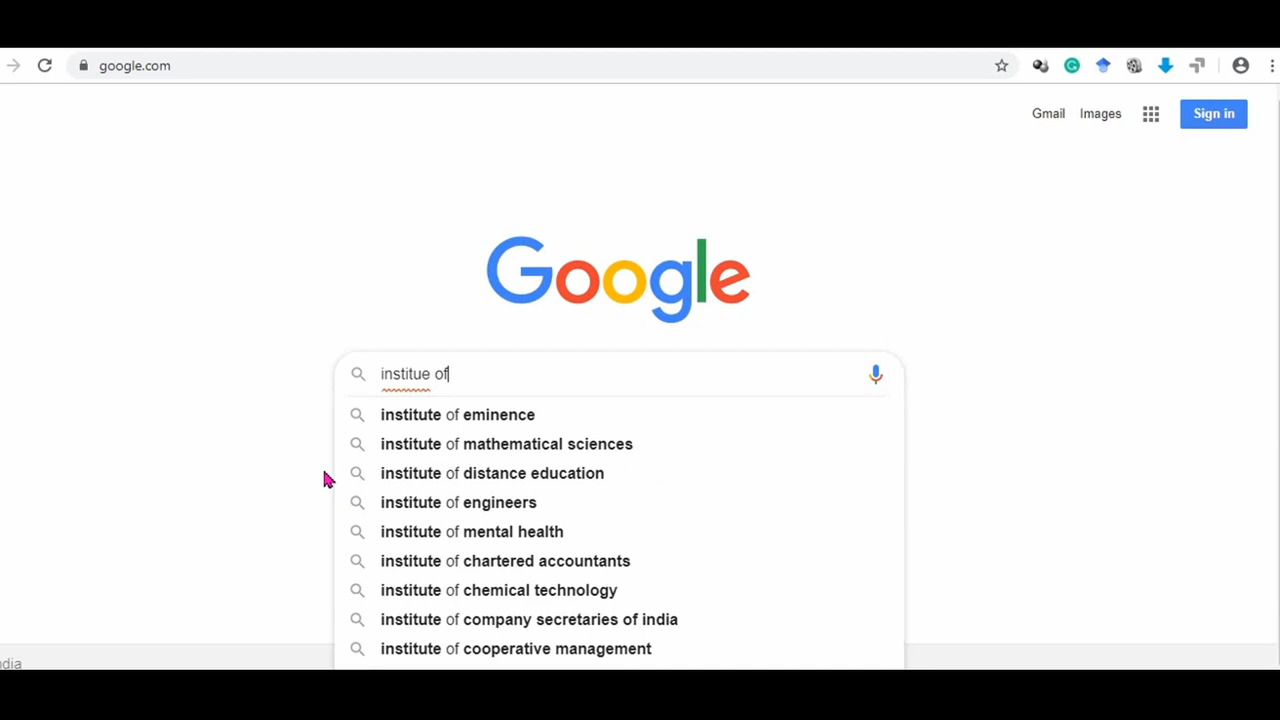 google.com
Gmail Images Sign in
Google
institue of
institute of eminence
institute of mathematical sciences
institute of distance education
institute of engineers
institute of mental health
institute of chartered accountants
institute of chemical technology
institute of company secretaries of india
institute of cooperative management
ndia